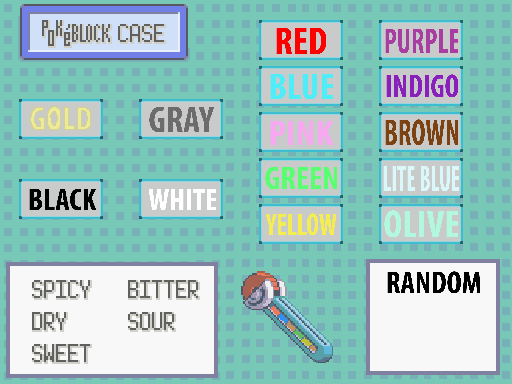 PokéBLOCK CASE
RED PURPLE
BLUE INDIGO
GOLD GRAY PINK BROWN
BLACK WHITE GREEN LITE BLUE
YELLOW OLIVE
SPICY BITTER
DRY SOUR
SWEET
RANDOM